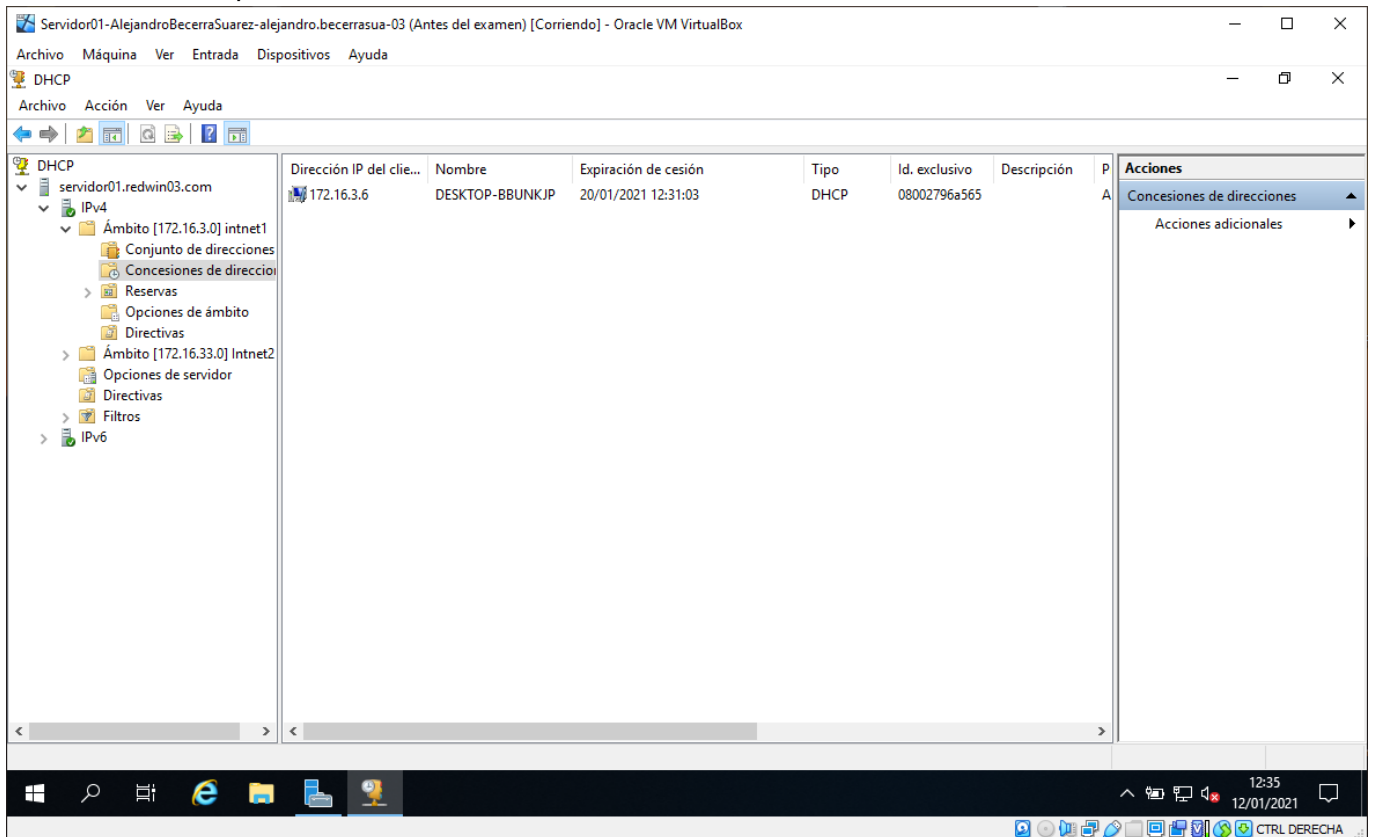 Servidor01-AlejandroBecerraSuarez-alejandro.becerrasua-03 (Antes del examen) [Corriendo] - Oracle VM VirtualBox
Archivo Máquina Ver Entrada Dispositivos Ayuda
DHCP
Archivo Acción Ver Ayuda
DHCP
servidor01.redwin03.com
IPv4
Ámbito [172.16.3.0] intnet1
Conjunto de direcciones
Concesiones de direccion
Reservas
Opciones de ámbito
Directivas
Ámbito [172.16.33.0] Intnet2
Opciones de servidor
Directivas
Filtros
IPv6
Dirección IP del clie... Nombre Expiración de cesión Tipo Id. exclusivo Descripción P
172.16.3.6 DESKTOP-BBUNKJP 20/01/2021 12:31:03 DHCP 08002796a565 A
Acciones
Concesiones de direcciones
Acciones adicionales
12:35
12/01/2021
CTRL DERECHA